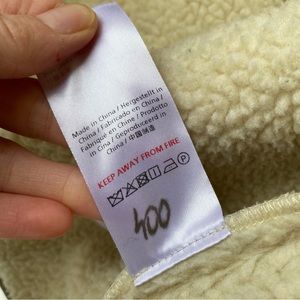 Made in China / Hergestellt in
China / Fabricado en China /
Fabriqué en Chine / Prodotto
in Cina / Geproduceerd in
China / 中国制造
KEEP AWAY FROM FIRE
400